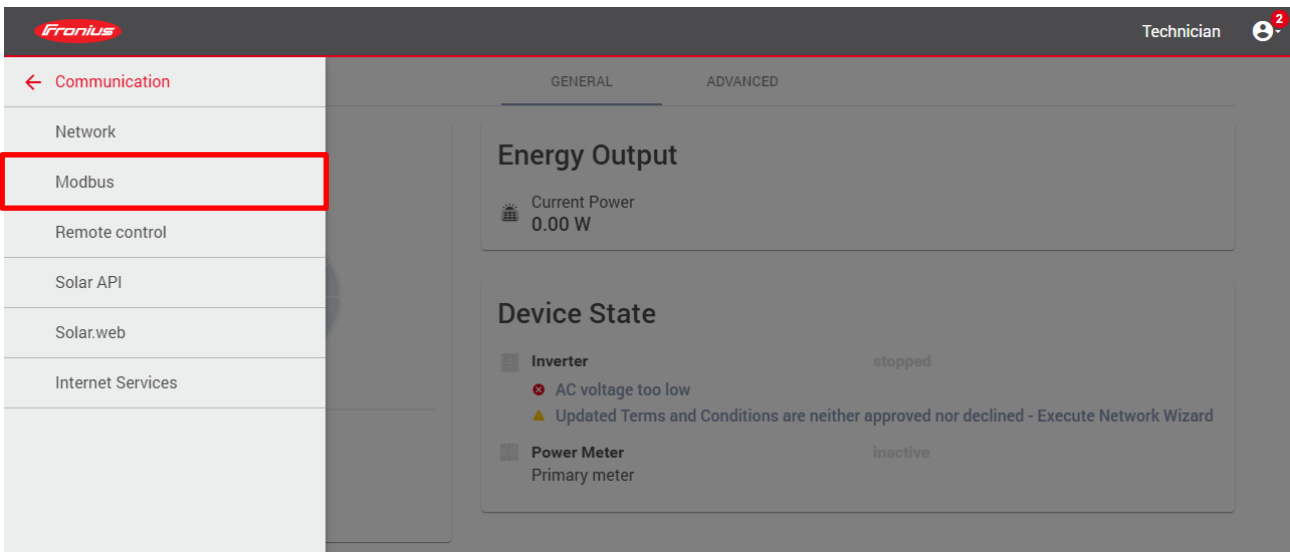 Fronius
Technician
2
Communication
Network
Modbus
Remote control
Solar API
Solar.web
Internet Services
GENERAL
ADVANCED
Energy Output
Current Power
0.00 W
Device State
Inverter
stopped
AC voltage too low
Updated Terms and Conditions are neither approved nor declined - Execute Network Wizard
Power Meter
inactive
Primary meter